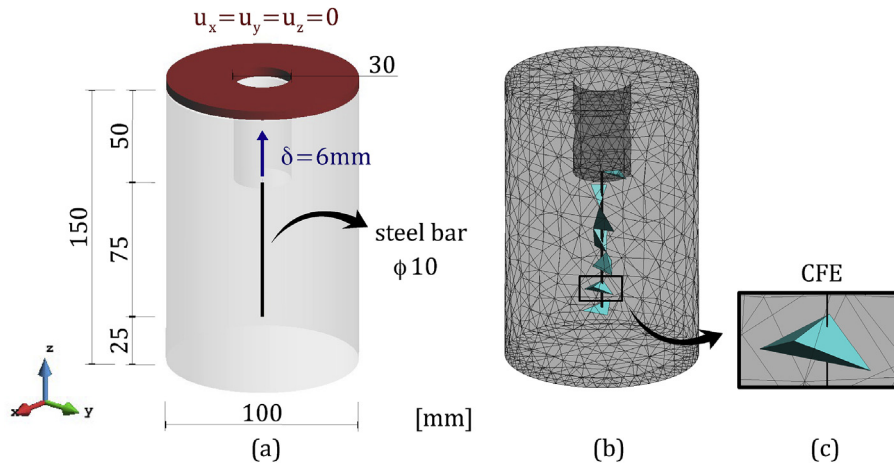 u_x=u_y=u_z=0
30
50
δ=6mm
150
75
steel bar
ϕ10
CFE
25
z
x
y
100
[mm]
(a)
(b)
(c)